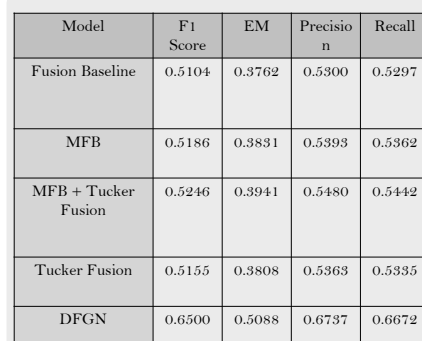 Model F1 EM Precisio Recall
Score n
Fusion Baseline 0.5104 0.3762 0.5300 0.5297
MFB 0.5186 0.3831 0.5393 0.5362
MFB + Tucker 0.5246 0.3941 0.5480 0.5442
Fusion
Tucker Fusion 0.5155 0.3808 0.5363 0.5335
DFGN 0.6500 0.5088 0.6737 0.6672